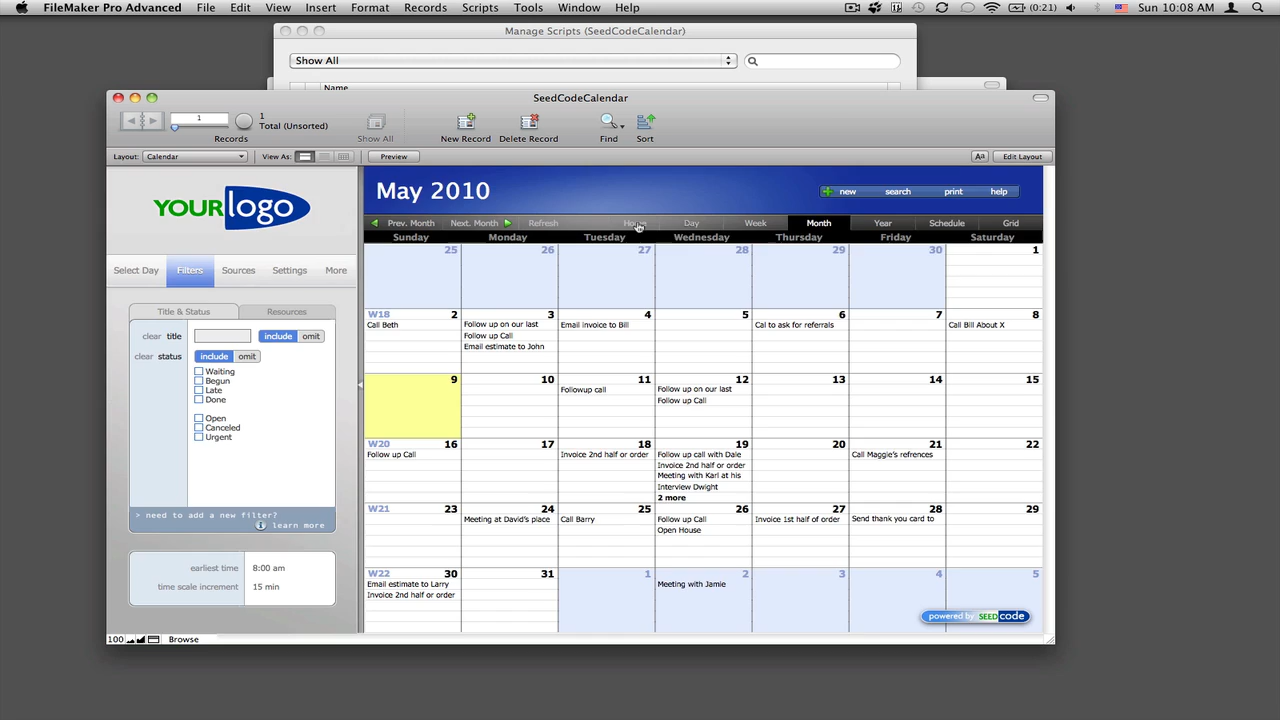 FileMaker Pro Advanced File Edit View Insert Format Records Scripts Tools Window Help (0:21) Sun 10:08 AM
Manage Scripts (SeedCodeCalendar)
Show All
Name
SeedCodeCalendar
1
1
Total (Unsorted)
Records Show All New Record Delete Record Find Sort
Layout: Calendar View As: Preview Aa Edit Layout
YOURlogo
May 2010
new search print help
Prev. Month Next. Month Refresh Day Week Month Year Schedule Grid
Sunday Monday Tuesday Wednesday Thursday Friday Saturday
Select Day Filters Sources Settings More
Title & Status Resources
clear title include omit
clear status include omit
Waiting
Begun
Late
Done
Open
Canceled
Urgent
> need to add a new filter?
learn more
earliest time 8:00 am
time scale increment 15 min
25 26 27 28 29 30 1
W18 2 3 4 5 6 7 8
Call Beth Follow up on our last Email invoice to Bill Cal to ask for referrals Call Bill About X
Follow up Call
Email estimate to John
9 10 11 12 13 14 15
Followup call Follow up on our last
Follow up Call
W20 16 17 18 19 20 21 22
Follow up Call Invoice 2nd half or order Follow up call with Dale Call Maggie's refrences
Invoice 2nd half or order
Meeting with Karl at his
Interview Dwight
2 more
W21 23 24 25 26 27 28 29
Meeting at David's place Call Barry Follow up Call Invoice 1st half of order Send thank you card to
Open House
W22 30 31 1 2 3 4 5
Email estimate to Larry Meeting with Jamie
Invoice 2nd half or order
powered by SEEDcode
100 Browse